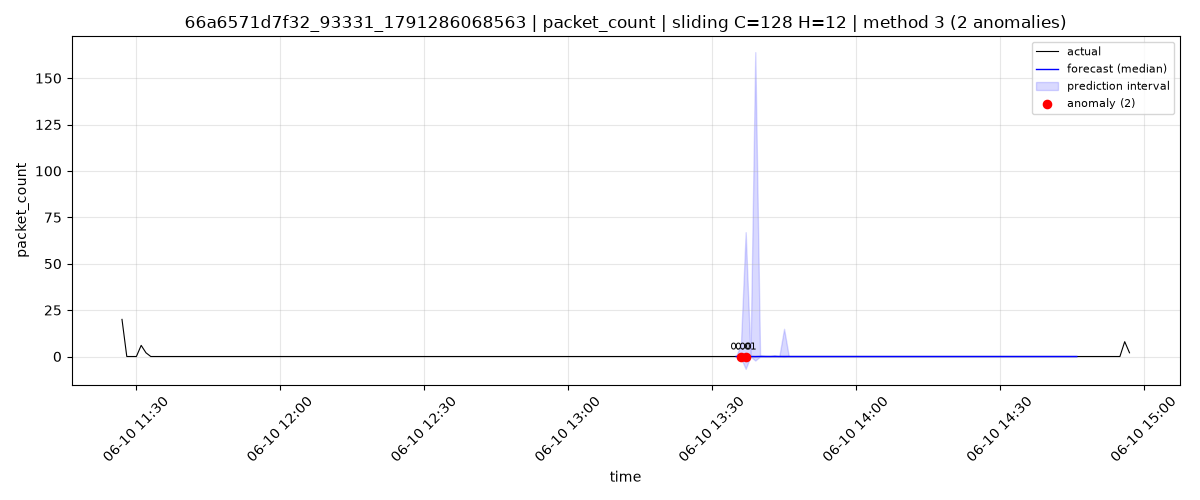 66a6571d7f32_93331_1791286068563 | packet_count | sliding C=128 H=12 | method 3 (2 anomalies)
actual
forecast (median)
prediction interval
anomaly (2)
packet_count
150
125
100
75
50
25
0
06-10 11:30
06-10 12:00
06-10 12:30
06-10 13:00
06-10 13:30
06-10 14:00
06-10 14:30
06-10 15:00
time